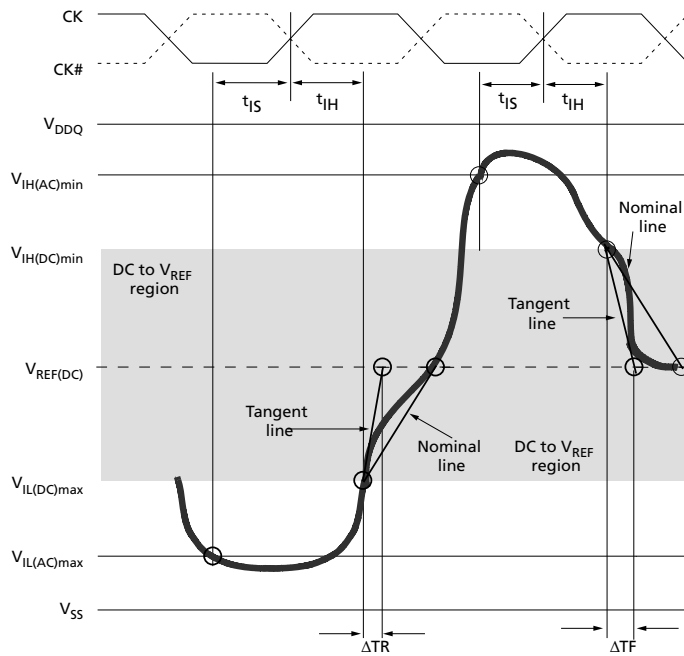 CK
CK#
tIS
tIH
tIS
tIH
VDDQ
VIH(AC)min
Nominal
line
VIH(DC)min
DC to VREF
region
Tangent
line
VREF(DC)
Tangent
line
Nominal
line
DC to VREF
region
VIL(DC)max
VIL(AC)max
VSS
ΔTR
ΔTF